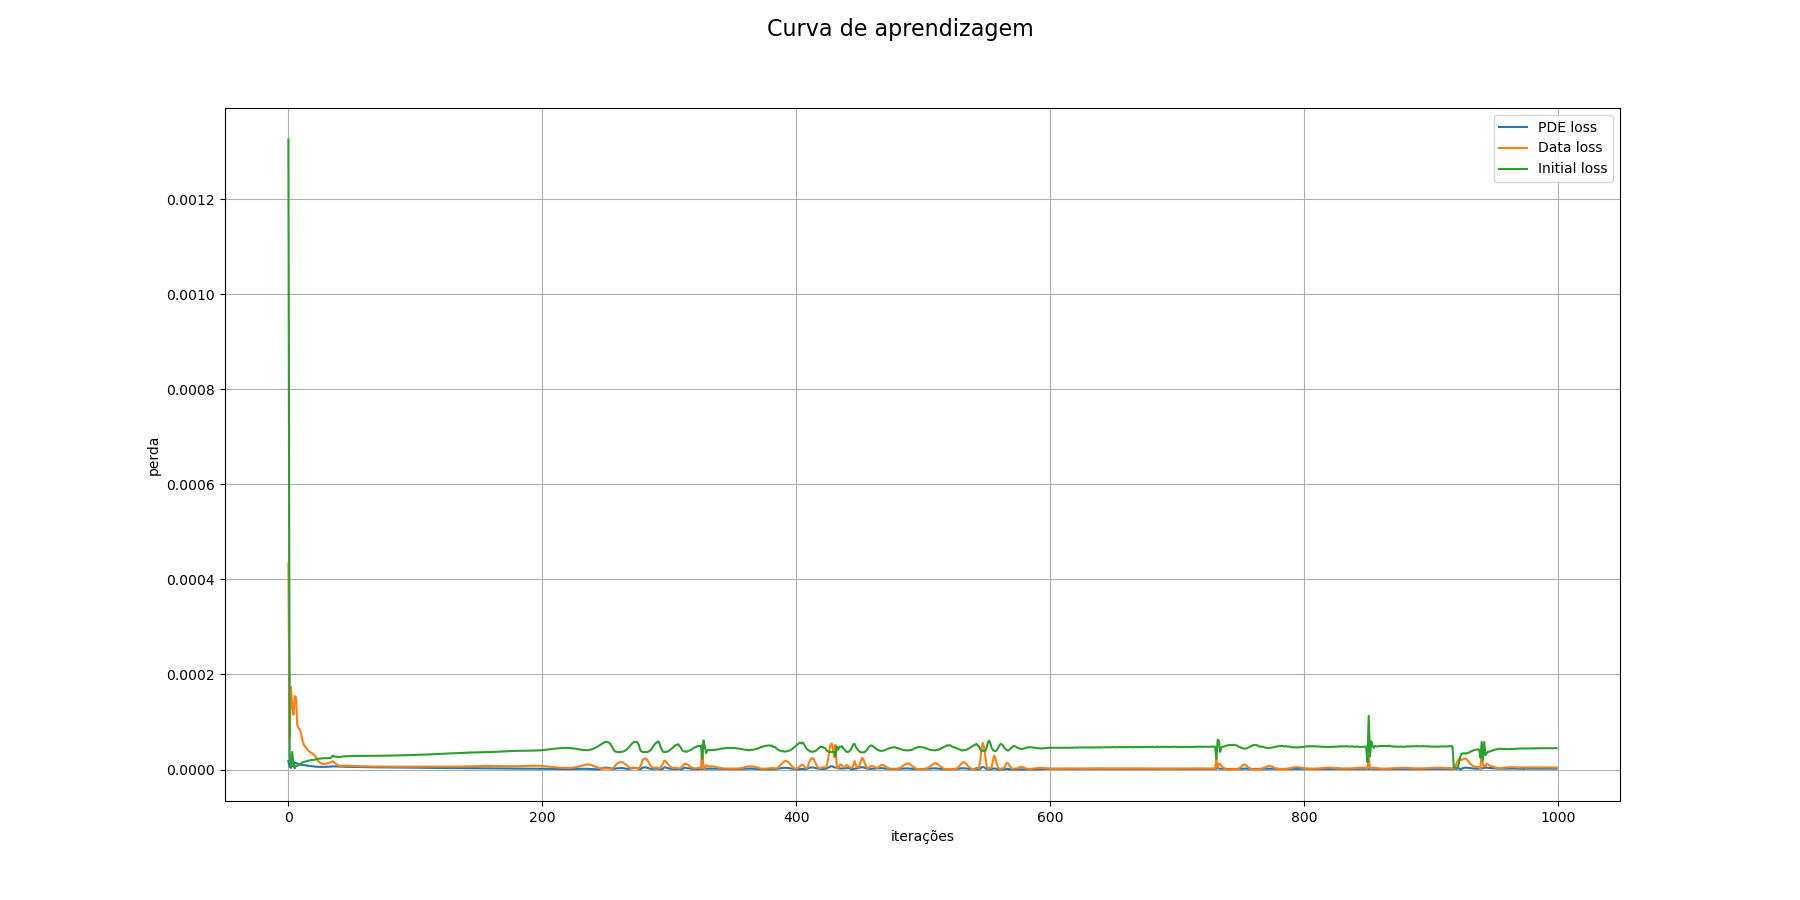 Curva de aprendizagem
PDE loss
Data loss
Initial loss
0.0012
0.0010
0.0008
0.0006
0.0004
0.0002
0.0000
perda
0 200 400 600 800 1000
iterações